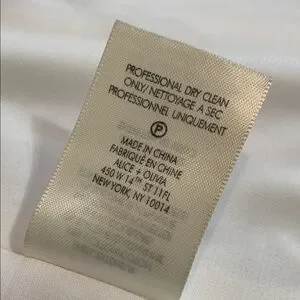 PROFESSIONAL DRY CLEAN
ONLY/ NETTOYAGE A SEC
PROFESSIONNEL UNIQUEMENT
P
MADE IN CHINA
FABRIQUÉ EN CHINE
ALICE + OLIVIA
450 W 14TH ST 11FL
NEW YORK, NY 10014